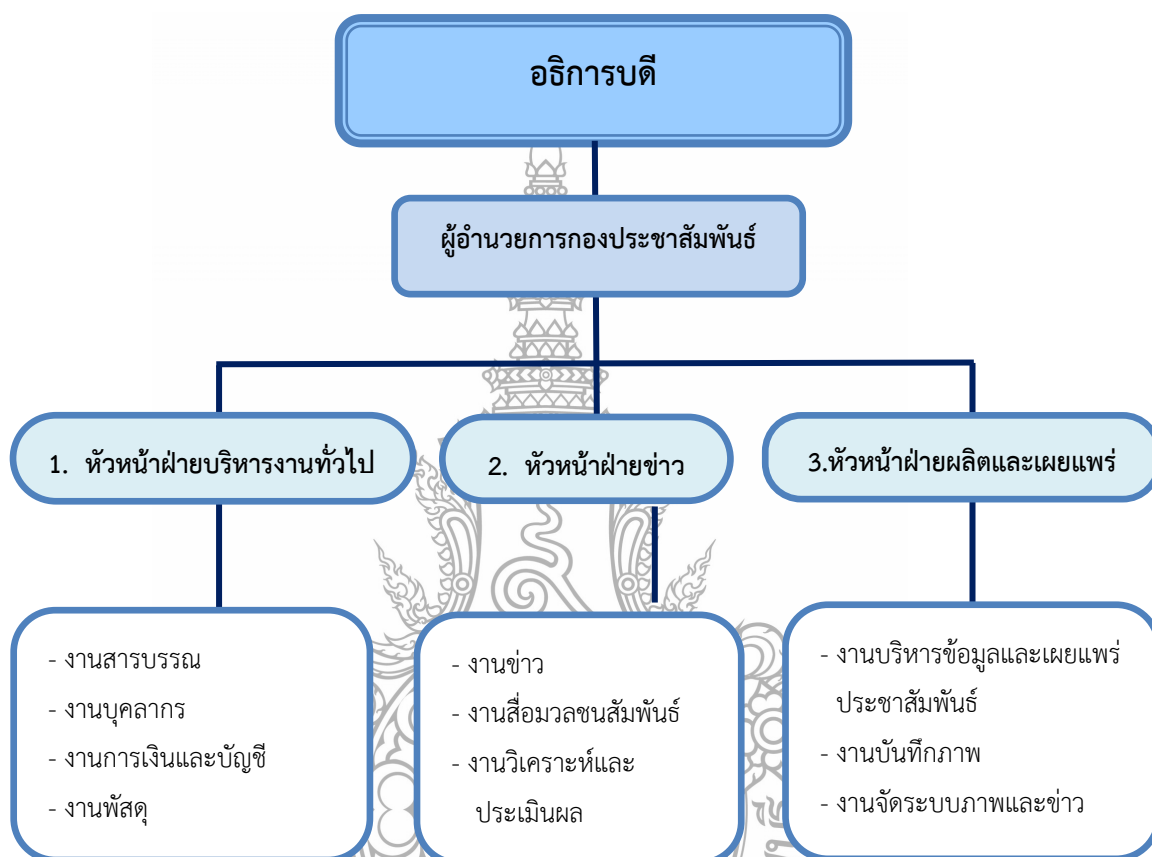 อธิการบดี
ผู้อำนวยการกองประชาสัมพันธ์
1. หัวหน้าฝ่ายบริหารงานทั่วไป
2. หัวหน้าฝ่ายข่าว
3.หัวหน้าฝ่ายผลิตและเผยแพร่
- งานสารบรรณ
- งานบุคลากร
- งานการเงินและบัญชี
- งานพัสดุ
- งานข่าว
- งานสื่อมวลชนสัมพันธ์
- งานวิเคราะห์และ
ประเมินผล
- งานบริหารข้อมูลและเผยแพร่
ประชาสัมพันธ์
- งานบันทึกภาพ
- งานจัดระบบภาพและข่าว